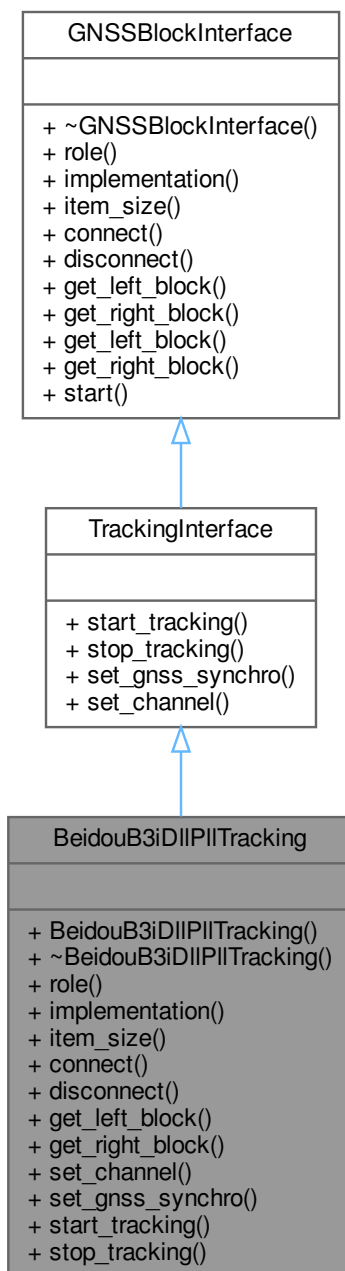 GNSSBlockInterface
+ ~GNSSBlockInterface()
+ role()
+ implementation()
+ item_size()
+ connect()
+ disconnect()
+ get_left_block()
+ get_right_block()
+ get_left_block()
+ get_right_block()
+ start()
TrackingInterface
+ start_tracking()
+ stop_tracking()
+ set_gnss_synchro()
+ set_channel()
BeidouB3iDllPllTracking
+ BeidouB3iDllPllTracking()
+ ~BeidouB3iDllPllTracking()
+ role()
+ implementation()
+ item_size()
+ connect()
+ disconnect()
+ get_left_block()
+ get_right_block()
+ set_channel()
+ set_gnss_synchro()
+ start_tracking()
+ stop_tracking()